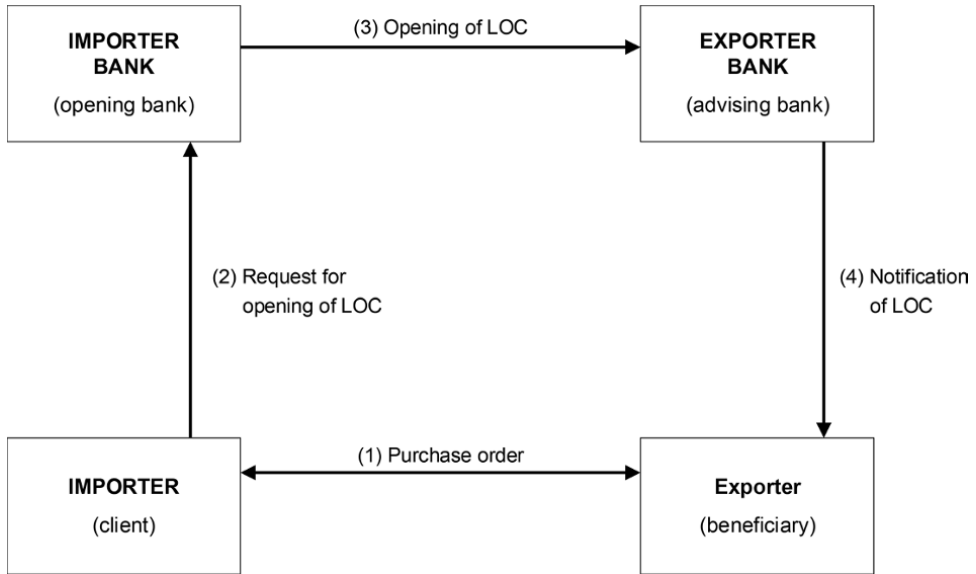 IMPORTER
BANK
(opening bank)
(3) Opening of LOC
EXPORTER
BANK
(advising bank)
(2) Request for
opening of LOC
(4) Notification
of LOC
IMPORTER
(client)
(1) Purchase order
Exporter
(beneficiary)